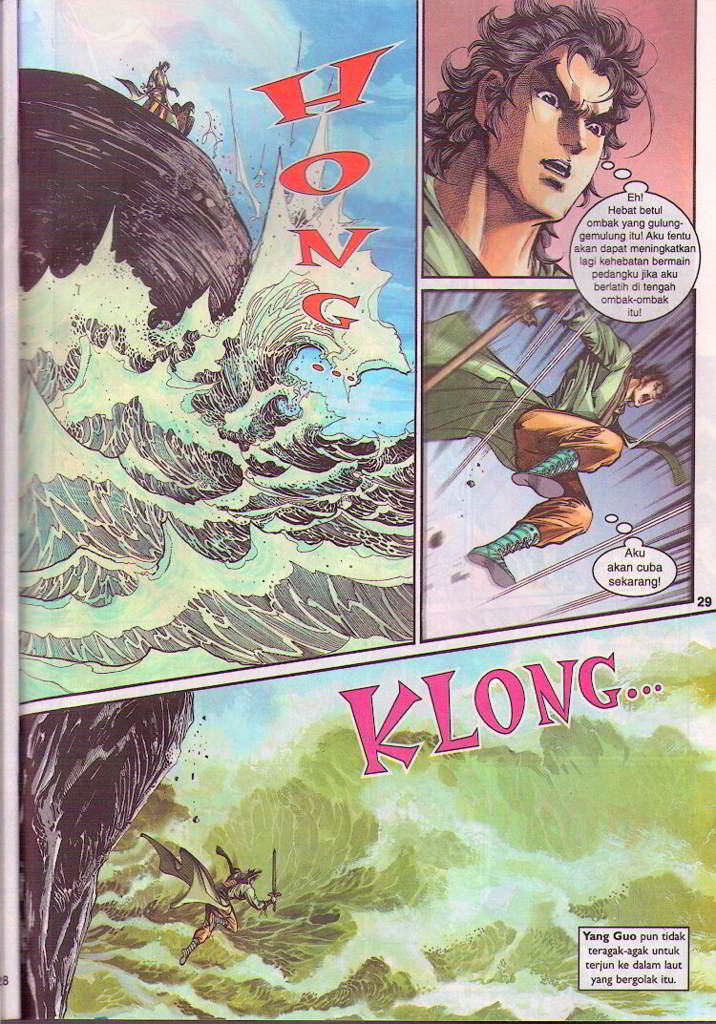 HONG...
Eh!
Hebat betul
ombak yang gulung-
gemulung itu! Aku tentu
akan dapat meningkatkan
lagi kehebatan bermain
pedangku jika aku
berlatih di tengah
ombak-ombak
itu!
Aku
akan cuba
sekarang!
29
KLONG...
Yang Guo pun tidak
teragak-agak untuk
terjun ke dalam laut
yang bergolak itu.
28